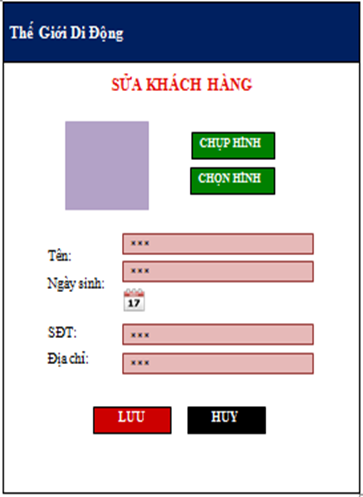 Thế Giới Di Động
SỬA KHÁCH HÀNG
CHỤP HÌNH
CHỌN HÌNH
Tên: ***
Ngày sinh: ***
17
SĐT: ***
Địa chỉ: ***
LƯU HUY